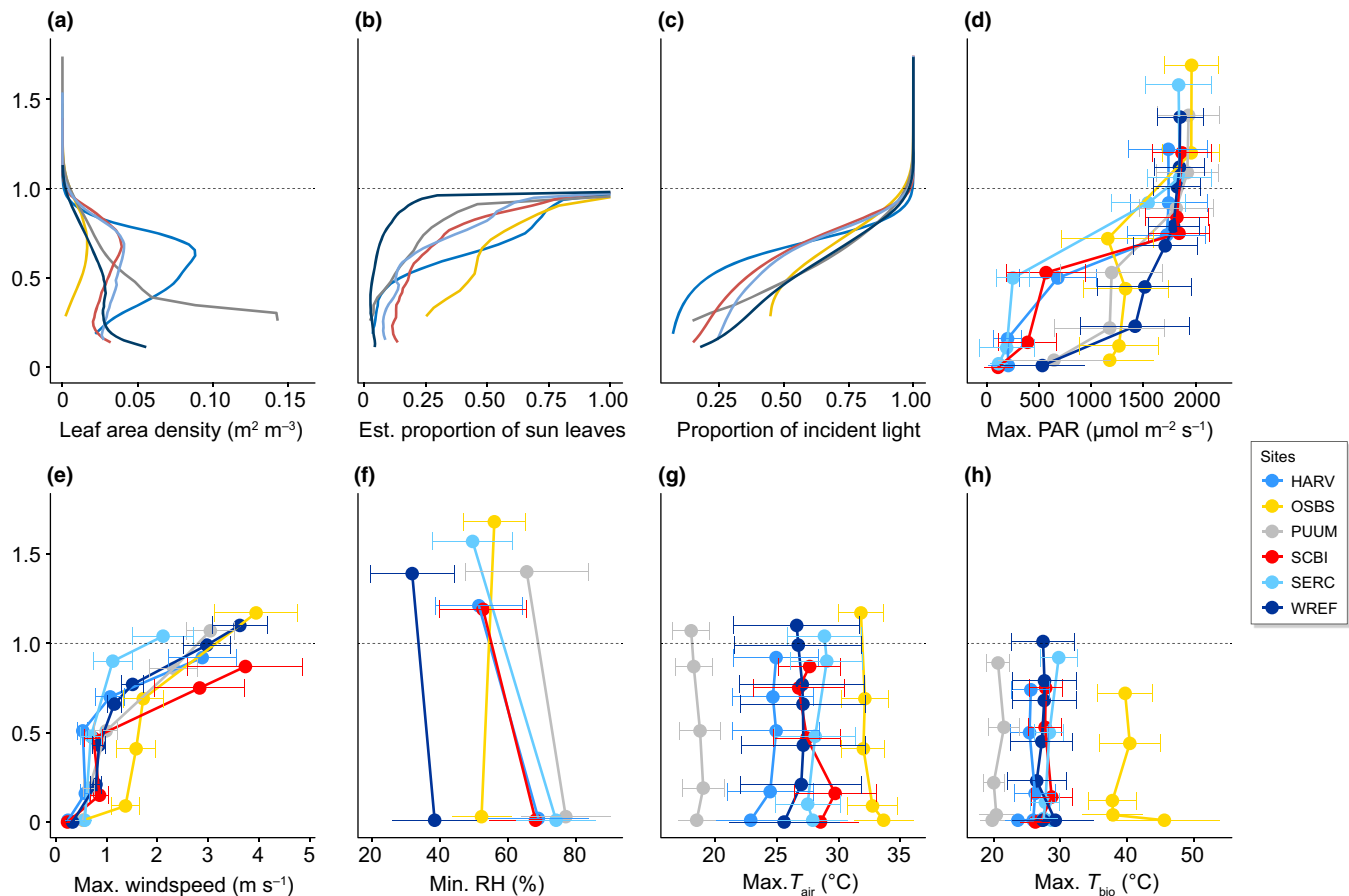 (a) (b) (c) (d)
1.5
1.0
0.5
0
0 0.05 0.10 0.15
Leaf area density (m² m⁻³)
0 0.25 0.50 0.75 1.00
Est. proportion of sun leaves
0.25 0.50 0.75 1.00
Proportion of incident light
0 500 1000 1500 2000
Max. PAR (µmol m⁻² s⁻¹)
(e) (f) (g) (h)
1.5
1.0
0.5
0
0 1 2 3 4 5
Max. windspeed (m s⁻¹)
20 40 60 80
Min. RH (%)
20 25 30 35
Max. T_air (°C)
20 30 40 50
Max. T_bio (°C)
Sites
HARV
OSBS
PUUM
SCBI
SERC
WREF